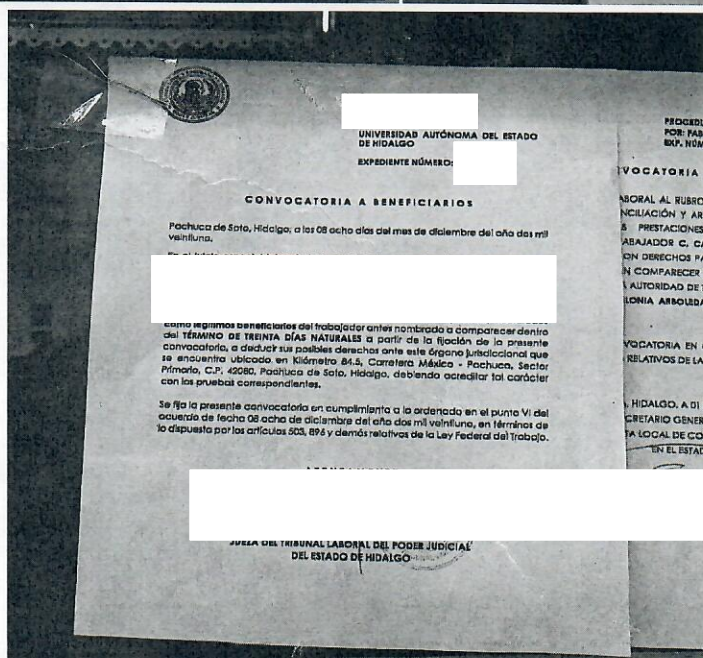 UNIVERSIDAD AUTÓNOMA DEL ESTADO
DE HIDALGO
EXPEDIENTE NÚMERO:
CONVOCATORIA A BENEFICIARIOS
Pachuca de Soto, Hidalgo; a los 08 ocho días del mes de diciembre del año dos mil
veintiuno.
como legítimos beneficiarios del trabajador antes nombrado a comparecer dentro
del TÉRMINO DE TREINTA DÍAS NATURALES a partir de la fijación de la presente
convocatoria, a deducir sus posibles derechos ante este órgano jurisdiccional que
se encuentra ubicado en Kilómetro 84.5, Carretera México - Pachuca, Sector
Primario, C.P. 42080, Pachuca de Soto, Hidalgo, debiendo acreditar tal carácter
con las pruebas correspondientes.
Se fija la presente convocatoria en cumplimiento a lo ordenado en el punto VI del
acuerdo de fecha 08 ocho de diciembre del año dos mil veintiuno, en términos de
lo dispuesto por los artículos 503, 896 y demás relativos de la Ley Federal del Trabajo.
JUEZA DEL TRIBUNAL LABORAL DEL PODER JUDICIAL
DEL ESTADO DE HIDALGO
PROCEDI
POR: FAB
EXP. NÚM
VOCATORIA
ABORAL AL RUBRO
NCILIACIÓN Y AR
S PRESTACIONES
ABAJADOR C. CA
ON DERECHOS PA
N COMPARECER
AUTORIDAD DE T
LONIA ARBOLEDA
VOCATORIA EN
RELATIVOS DE LA
, HIDALGO, A 01
CRETARIO GENER
TA LOCAL DE CO
EN EL ESTAD